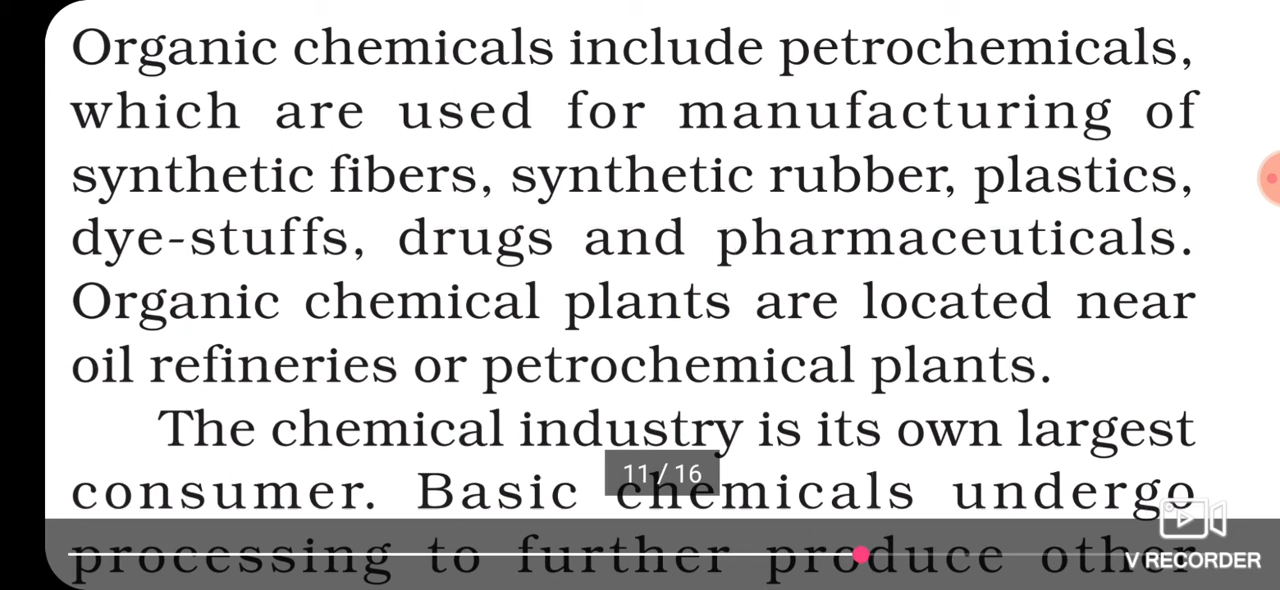 Organic chemicals include petrochemicals,
which are used for manufacturing of
synthetic fibers, synthetic rubber, plastics,
dye-stuffs, drugs and pharmaceuticals.
Organic chemical plants are located near
oil refineries or petrochemical plants.
The chemical industry is its own largest
11 / 16
consumer. Basic chemicals undergo
processing to further produce other
V RECORDER